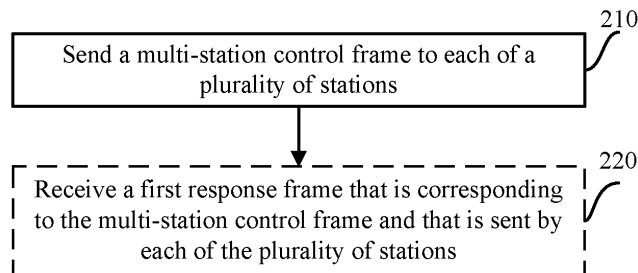 210
Send a multi-station control frame to each of a
plurality of stations
220
Receive a first response frame that is corresponding
to the multi-station control frame and that is sent by
each of the plurality of stations